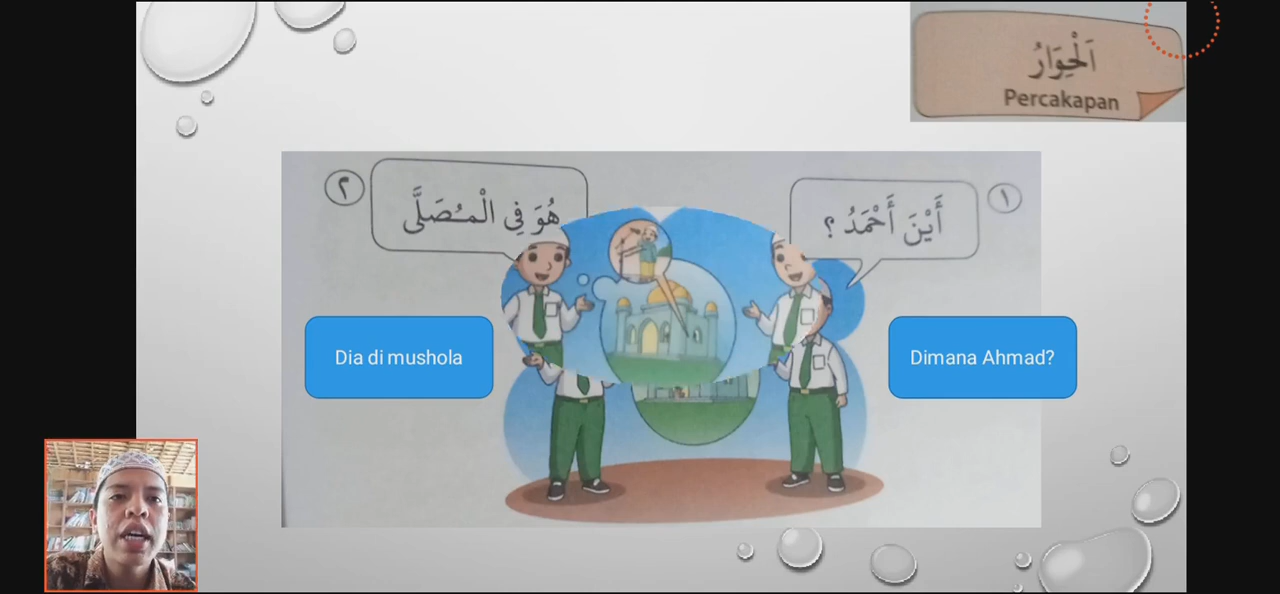 اَلْحِوَارُ
Percakapan
١
أَيْنَ أَحْمَدُ ؟
٢
هُوَ فِي الْمُصَلَّى
Dia di mushola
Dimana Ahmad?